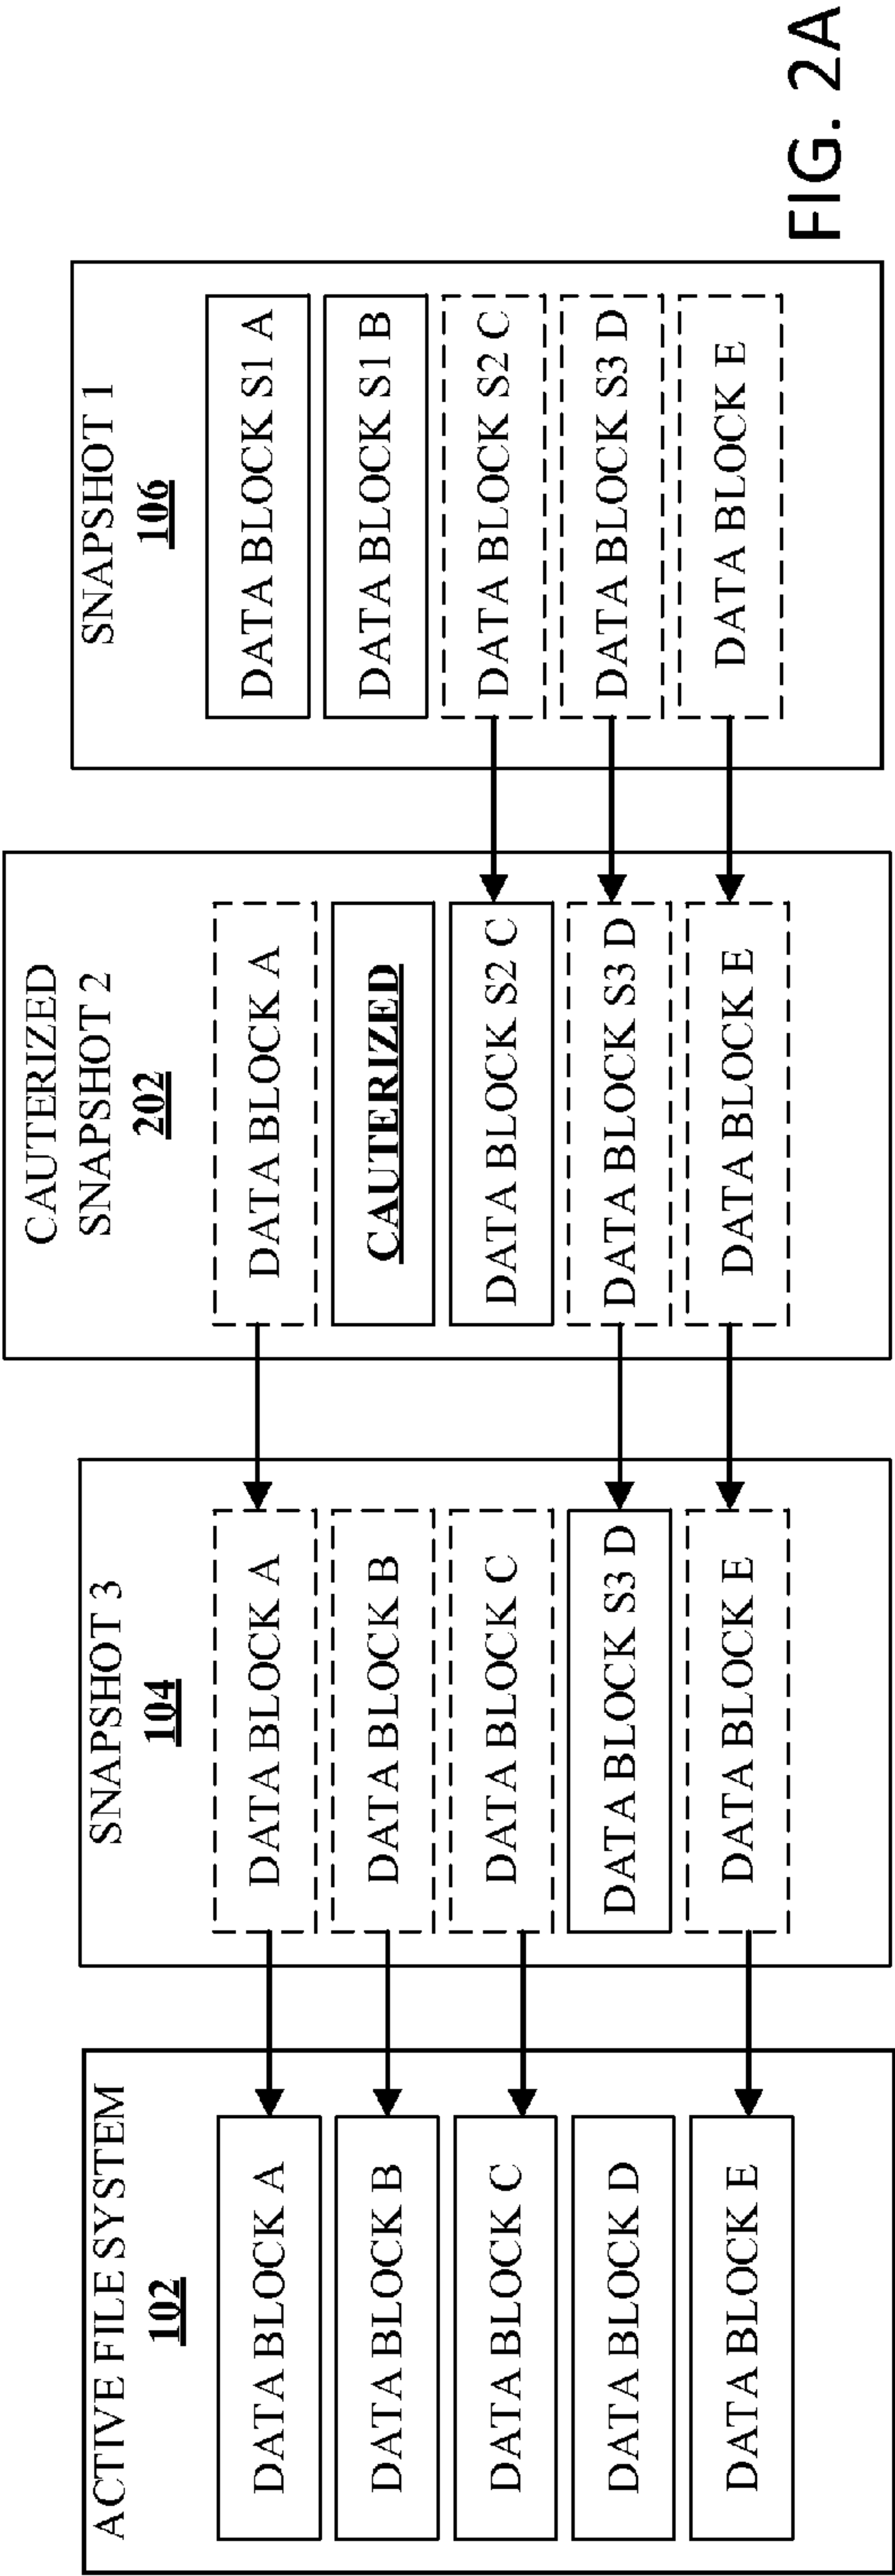 ACTIVE FILE SYSTEM
102
DATA BLOCK A
DATA BLOCK B
DATA BLOCK C
DATA BLOCK D
DATA BLOCK E
SNAPSHOT 3
104
DATA BLOCK A
DATA BLOCK B
DATA BLOCK C
DATA BLOCK S3 D
DATA BLOCK E
CAUTERIZED
SNAPSHOT 2
202
DATA BLOCK A
CAUTERIZED
DATA BLOCK S2 C
DATA BLOCK S3 D
DATA BLOCK E
SNAPSHOT 1
106
DATA BLOCK S1 A
DATA BLOCK S1 B
DATA BLOCK S2 C
DATA BLOCK S3 D
DATA BLOCK E
FIG. 2A